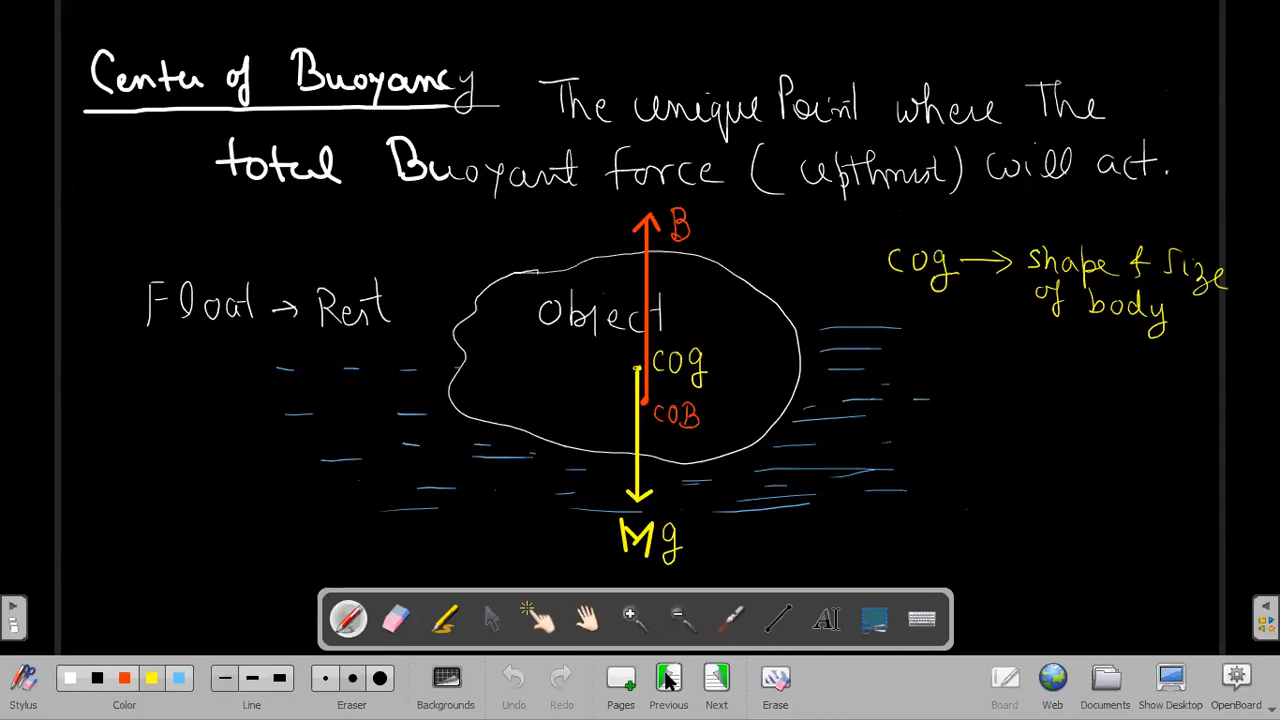 Center of Buoyancy The unique Point where The
total Buoyant force (upthrust) will act.
B
cog → shape & size
of body
Float → Rest
Object
cog
coB
Mg
Stylus
Color
Line
Eraser
Backgrounds
Undo
Redo
Pages
Previous
Next
Erase
Board
Web
Documents
Show Desktop
OpenBoard